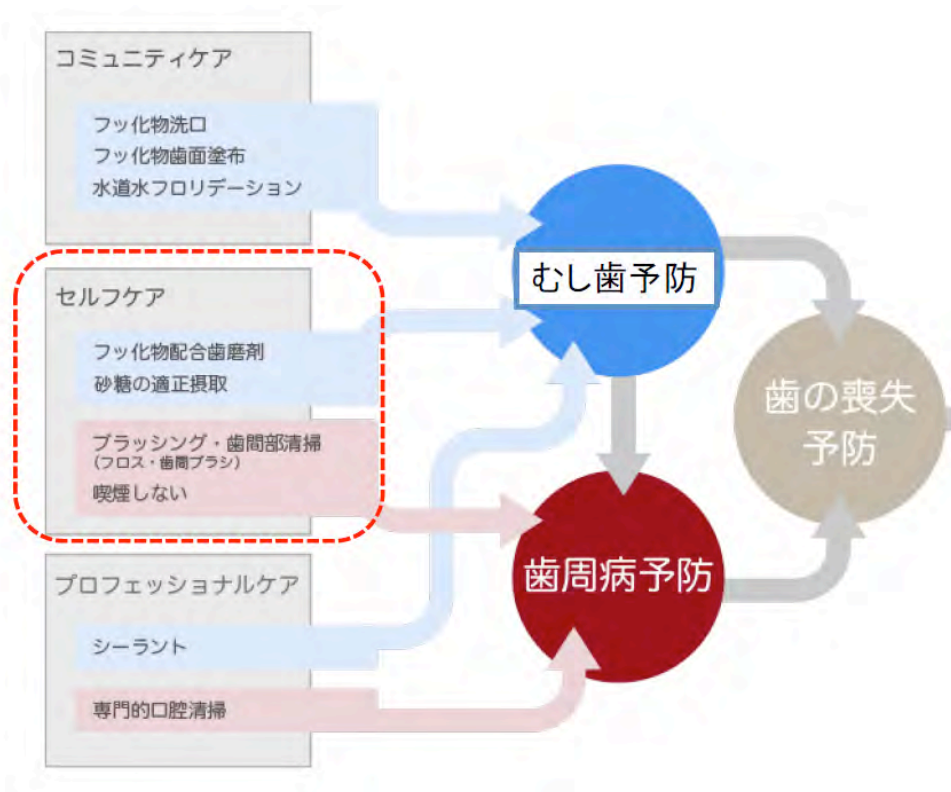 コミュニティケア
フッ化物洗口
フッ化物歯面塗布
水道水フロリデーション
セルフケア
フッ化物配合歯磨剤
砂糖の適正摂取
ブラッシング・歯間部清掃
(フロス・歯間ブラシ)
喫煙しない
プロフェッショナルケア
シーラント
専門的口腔清掃
むし歯予防
歯周病予防
歯の喪失
予防